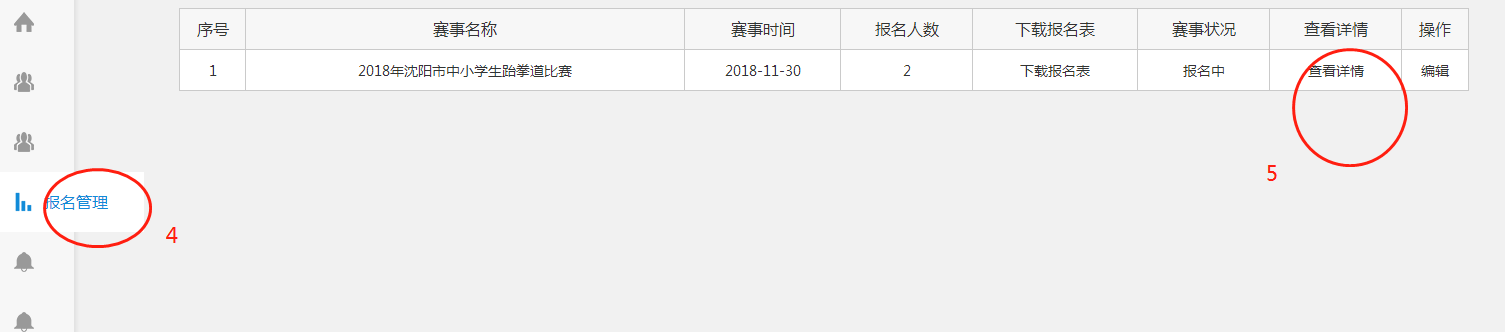 序号 赛事名称 赛事时间 报名人数 下载报名表 赛事状况 查看详情 操作
1 2018年沈阳市中小学生跆拳道比赛 2018-11-30 2 下载报名表 报名中 查看详情 编辑
5
报名管理
4